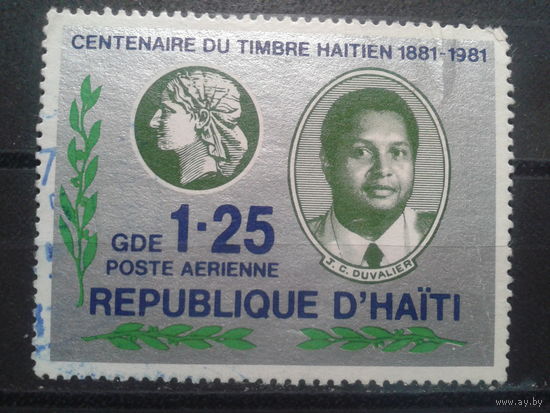 CENTENAIRE DU TIMBRE HAITIEN 1881-1981
GDE 1·25
POSTE AERIENNE
J. C. DUVALIER
REPUBLIQUE D'HAÏTI
www.ay.by